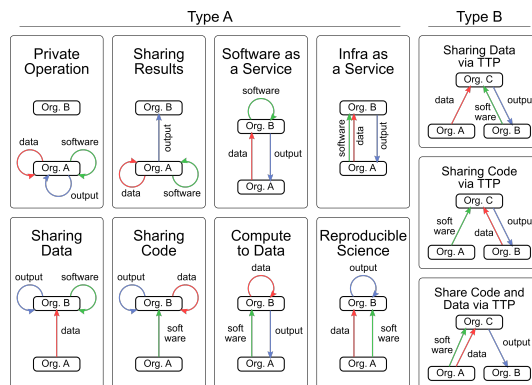 Type A
Type B
Private
Operation
Org. B
data
software
Org. A
output
Sharing
Results
Org. B
output
Org. A
data
software
Software as
a Service
software
Org. B
data
output
Org. A
Infra as
a Service
Org. B
software
data
output
Org. A
Sharing
Data
output
software
Org. B
data
Org. A
Sharing
Code
output
data
Org. B
soft
ware
Org. A
Compute
to Data
data
Org. B
soft
ware
output
Org. A
Reproducible
Science
output
Org. B
data
soft
ware
Org. A
Sharing Data
via TTP
Org. C
data
soft
ware
output
Org. A
Org. B
Sharing Code
via TTP
Org. C
soft
ware
data
output
Org. A
Org. B
Share Code and
Data via TTP
Org. C
soft
ware
data
output
Org. A
Org. B